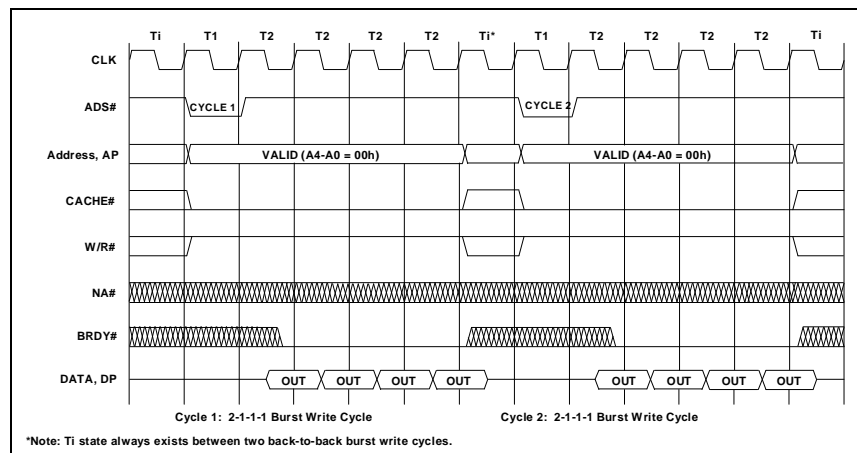 Ti T1 T2 T2 T2 T2 Ti* T1 T2 T2 T2 T2 Ti
CLK
ADS# CYCLE 1 CYCLE 2
Address, AP VALID (A4-A0 = 00h) VALID (A4-A0 = 00h)
CACHE#
W/R#
NA#
BRDY#
DATA, DP OUT OUT OUT OUT OUT OUT OUT OUT
Cycle 1: 2-1-1-1 Burst Write Cycle Cycle 2: 2-1-1-1 Burst Write Cycle
*Note: Ti state always exists between two back-to-back burst write cycles.